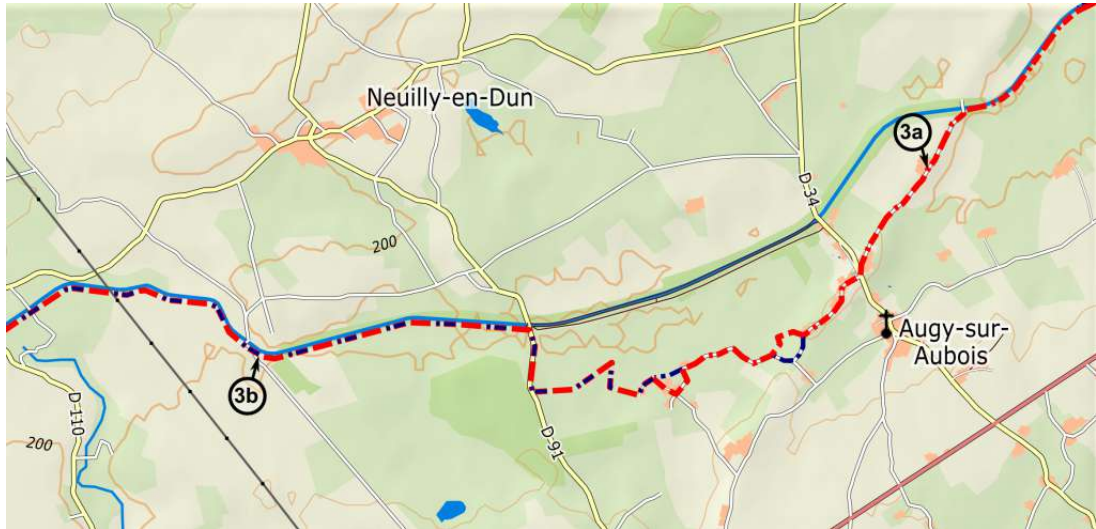 Neuilly-en-Dun
3a
D 34
200
Augy-sur-
Aubois
3b
D 110
D 91
200